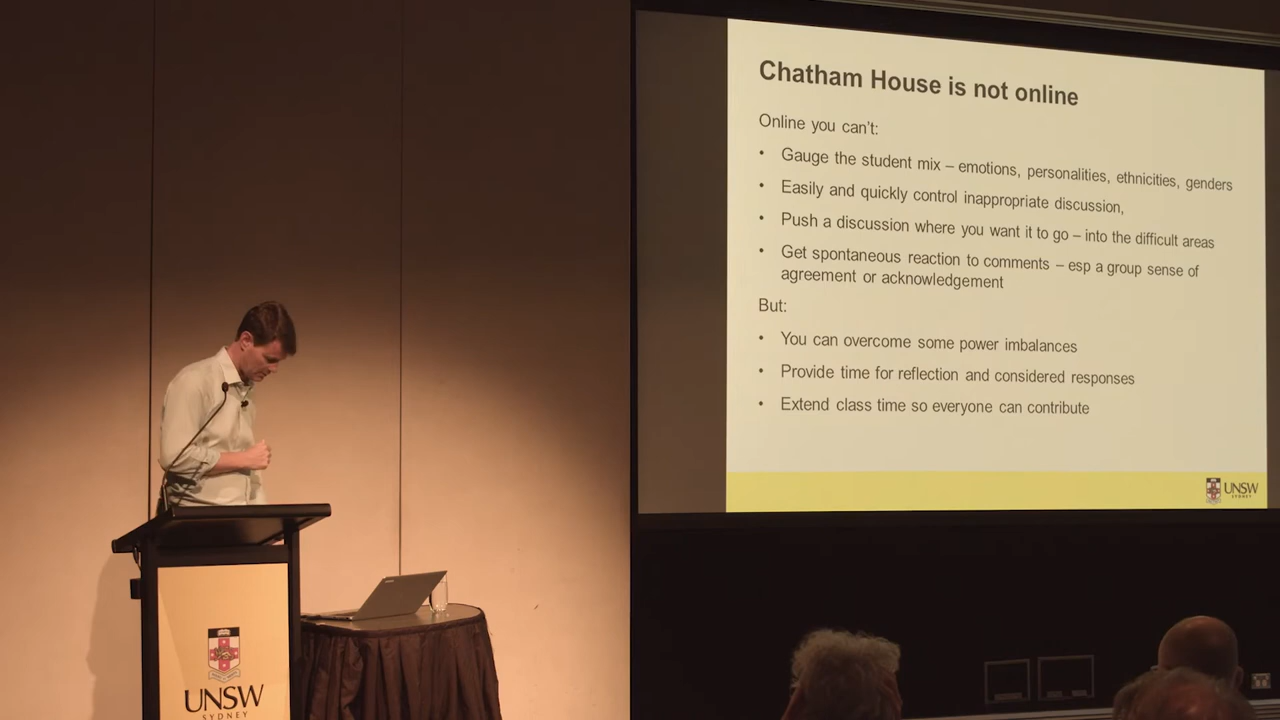 Chatham House is not online
Online you can't:
• Gauge the student mix – emotions, personalities, ethnicities, genders
• Easily and quickly control inappropriate discussion,
• Push a discussion where you want it to go – into the difficult areas
• Get spontaneous reaction to comments – esp a group sense of
agreement or acknowledgement
But:
• You can overcome some power imbalances
• Provide time for reflection and considered responses
• Extend class time so everyone can contribute
UNSW
SYDNEY
UNSW
SYDNEY